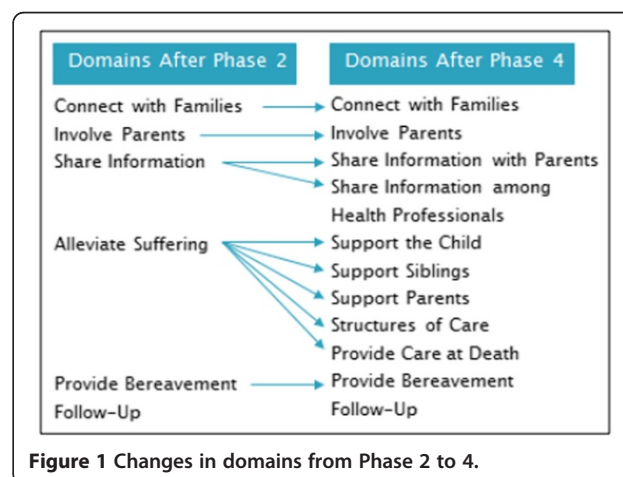 Domains After Phase 2
Connect with Families
Involve Parents
Share Information
Alleviate Suffering
Provide Bereavement
Follow-Up
Domains After Phase 4
Connect with Families
Involve Parents
Share Information with Parents
Share Information among
Health Professionals
Support the Child
Support Siblings
Support Parents
Structures of Care
Provide Care at Death
Provide Bereavement
Follow-Up
Figure 1 Changes in domains from Phase 2 to 4.